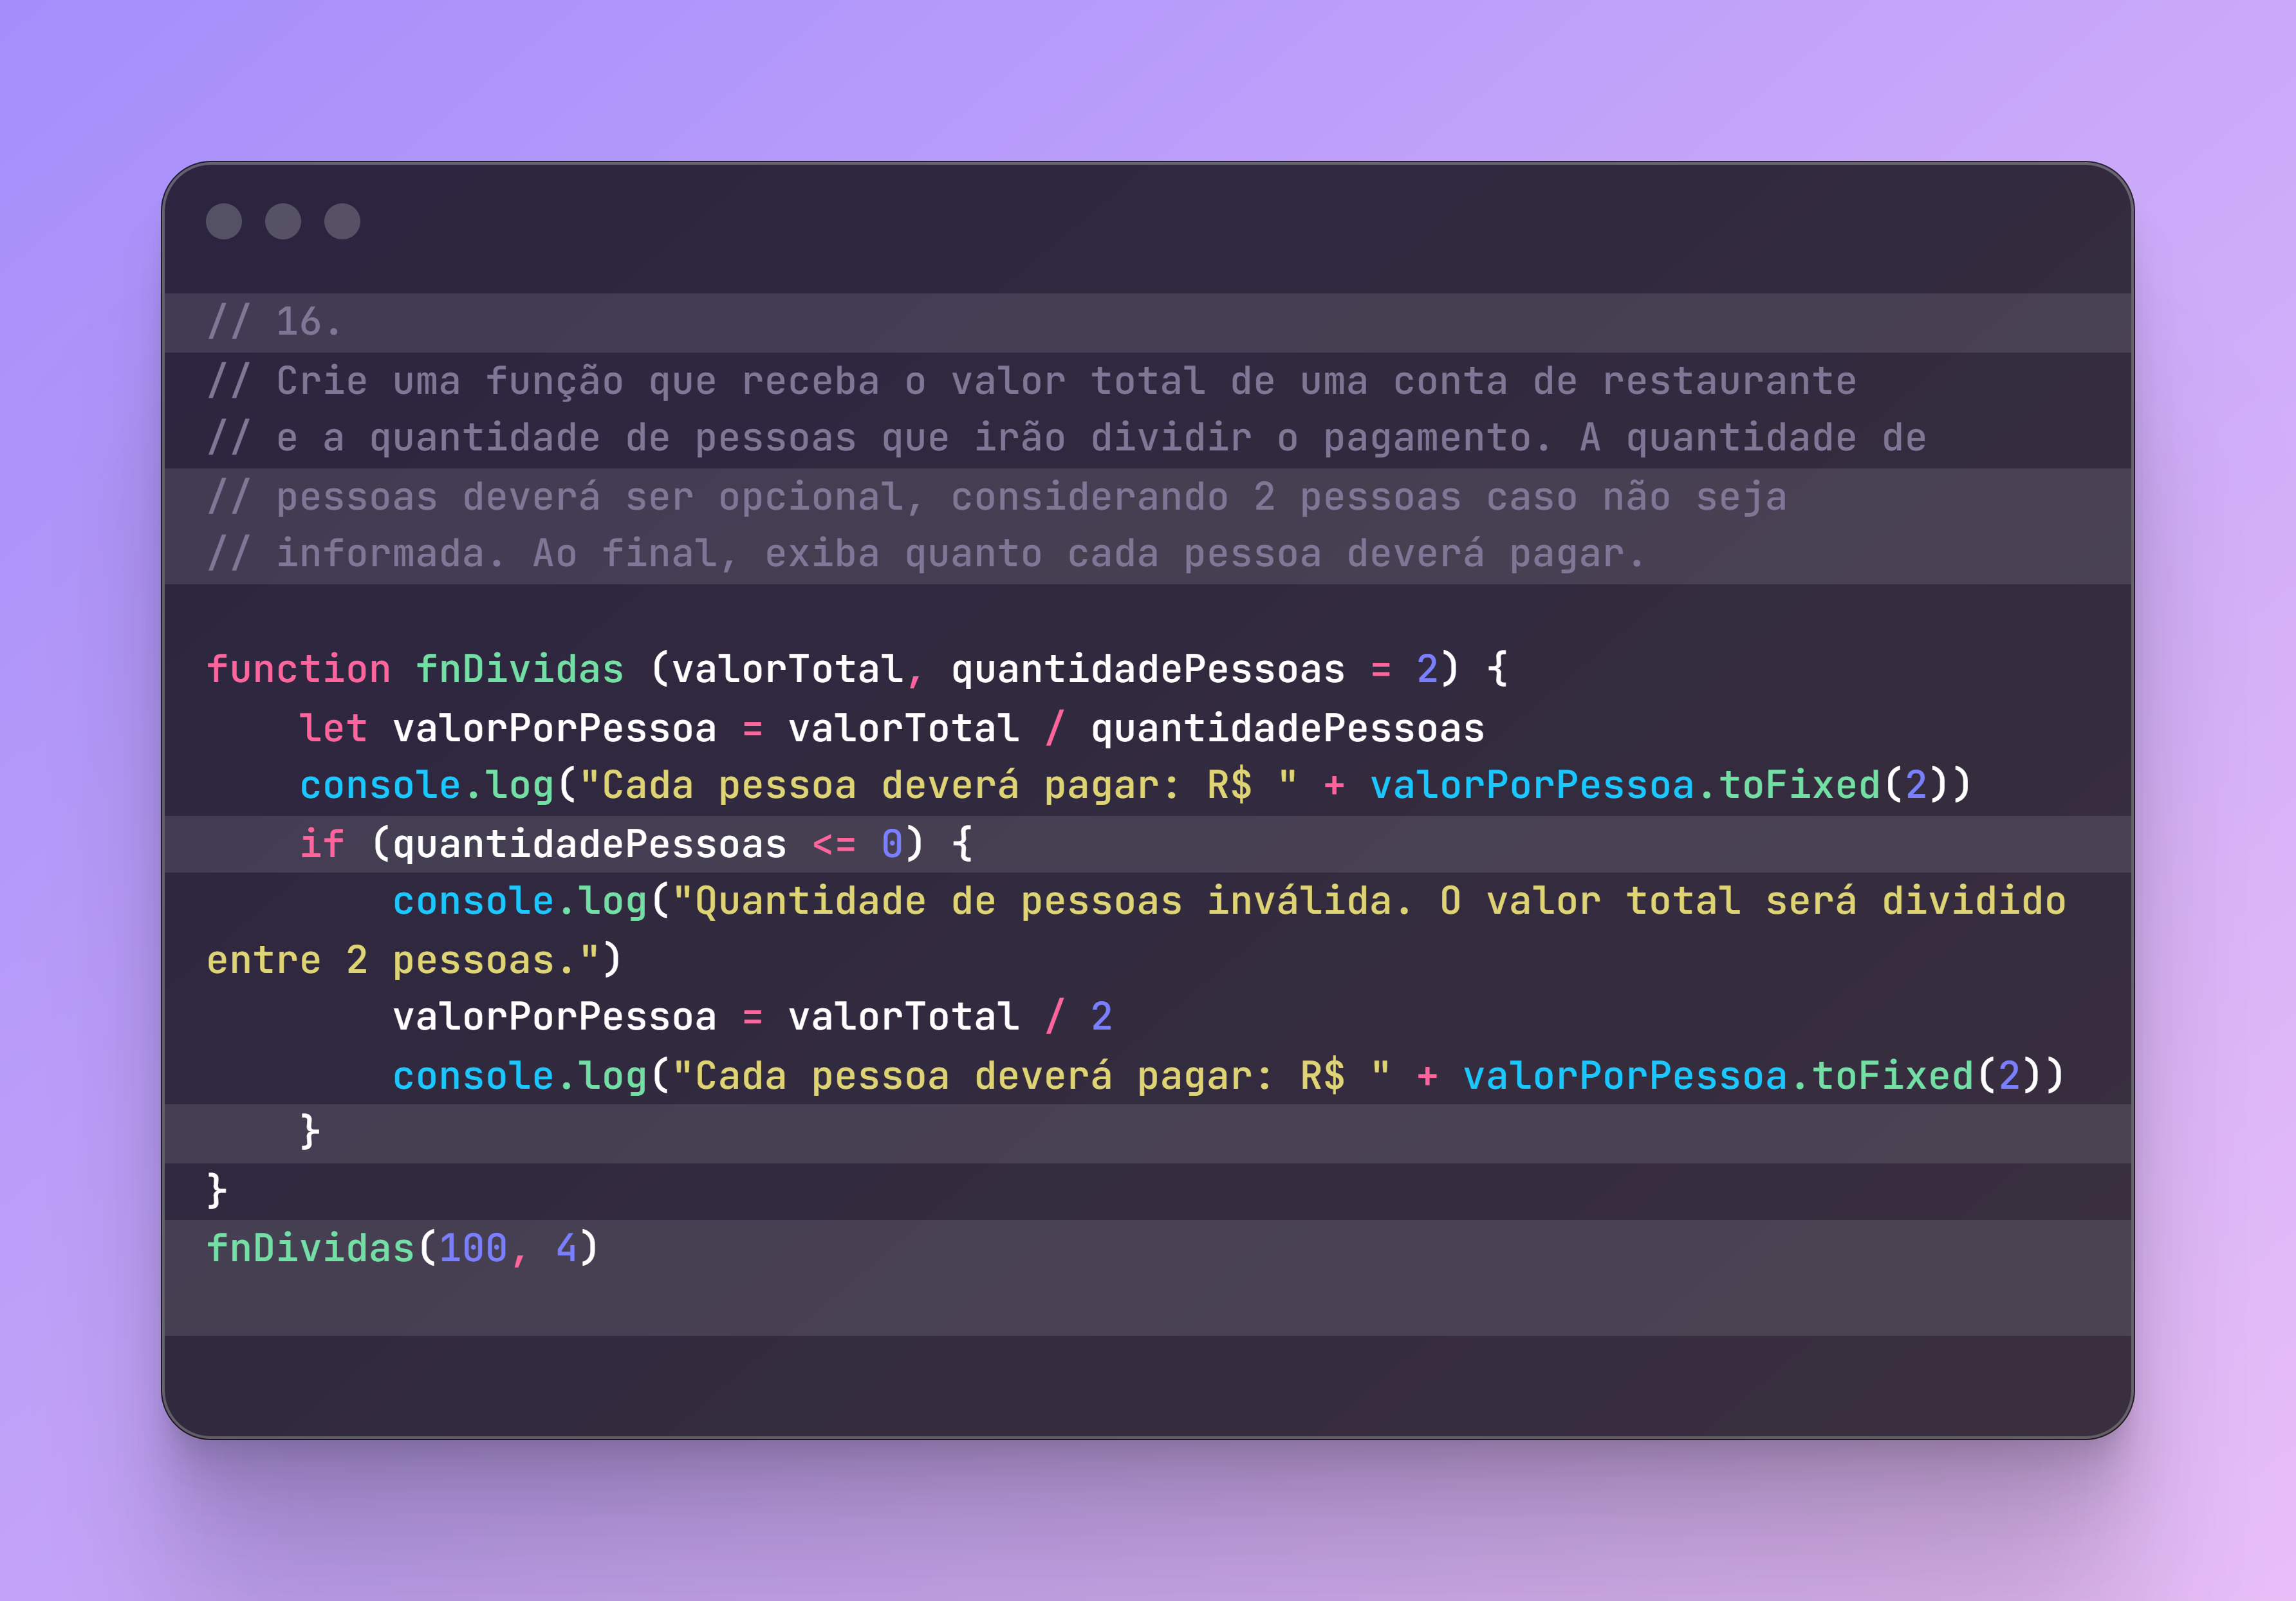 // 16.
// Crie uma função que receba o valor total de uma conta de restaurante
// e a quantidade de pessoas que irão dividir o pagamento. A quantidade de
// pessoas deverá ser opcional, considerando 2 pessoas caso não seja
// informada. Ao final, exiba quanto cada pessoa deverá pagar.

function fnDividas (valorTotal, quantidadePessoas = 2) {
    let valorPorPessoa = valorTotal / quantidadePessoas
    console.log("Cada pessoa deverá pagar: R$ " + valorPorPessoa.toFixed(2))
    if (quantidadePessoas <= 0) {
        console.log("Quantidade de pessoas inválida. O valor total será dividido
entre 2 pessoas.")
        valorPorPessoa = valorTotal / 2
        console.log("Cada pessoa deverá pagar: R$ " + valorPorPessoa.toFixed(2))
    }
}
fnDividas(100, 4)